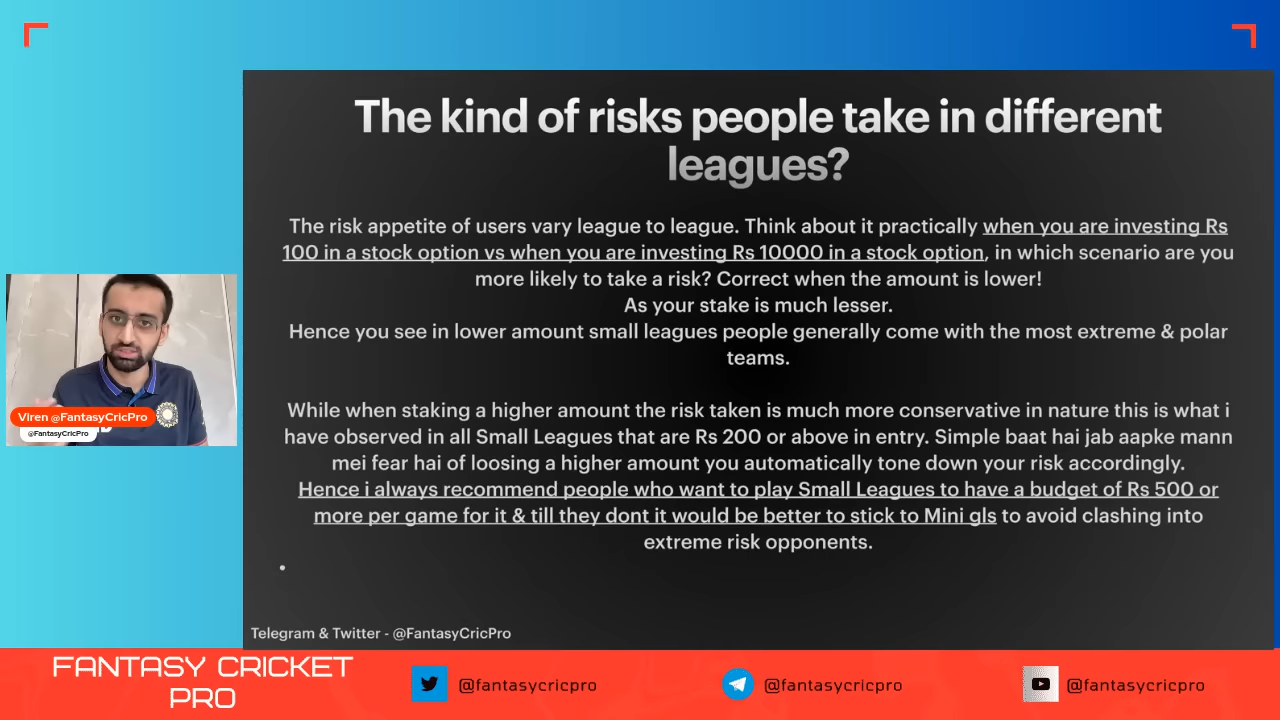 The kind of risks people take in different
leagues?
The risk appetite of users vary league to league. Think about it practically when you are investing Rs
100 in a stock option vs when you are investing Rs 10000 in a stock option, in which scenario are you
more likely to take a risk? Correct when the amount is lower!
As your stake is much lesser.
Hence you see in lower amount small leagues people generally come with the most extreme & polar
teams.
While when staking a higher amount the risk taken is much more conservative in nature this is what i
have observed in all Small Leagues that are Rs 200 or above in entry. Simple baat hai jab aapke mann
mei fear hai of loosing a higher amount you automatically tone down your risk accordingly.
Hence i always recommend people who want to play Small Leagues to have a budget of Rs 500 or
more per game for it & till they dont it would be better to stick to Mini gls to avoid clashing into
extreme risk opponents.
•
Viren @FantasyCricPro
@FantasyCricPro
Telegram & Twitter - @FantasyCricPro
FANTASY CRICKET
PRO
@fantasycricpro
@fantasycricpro
@fantasycricpro